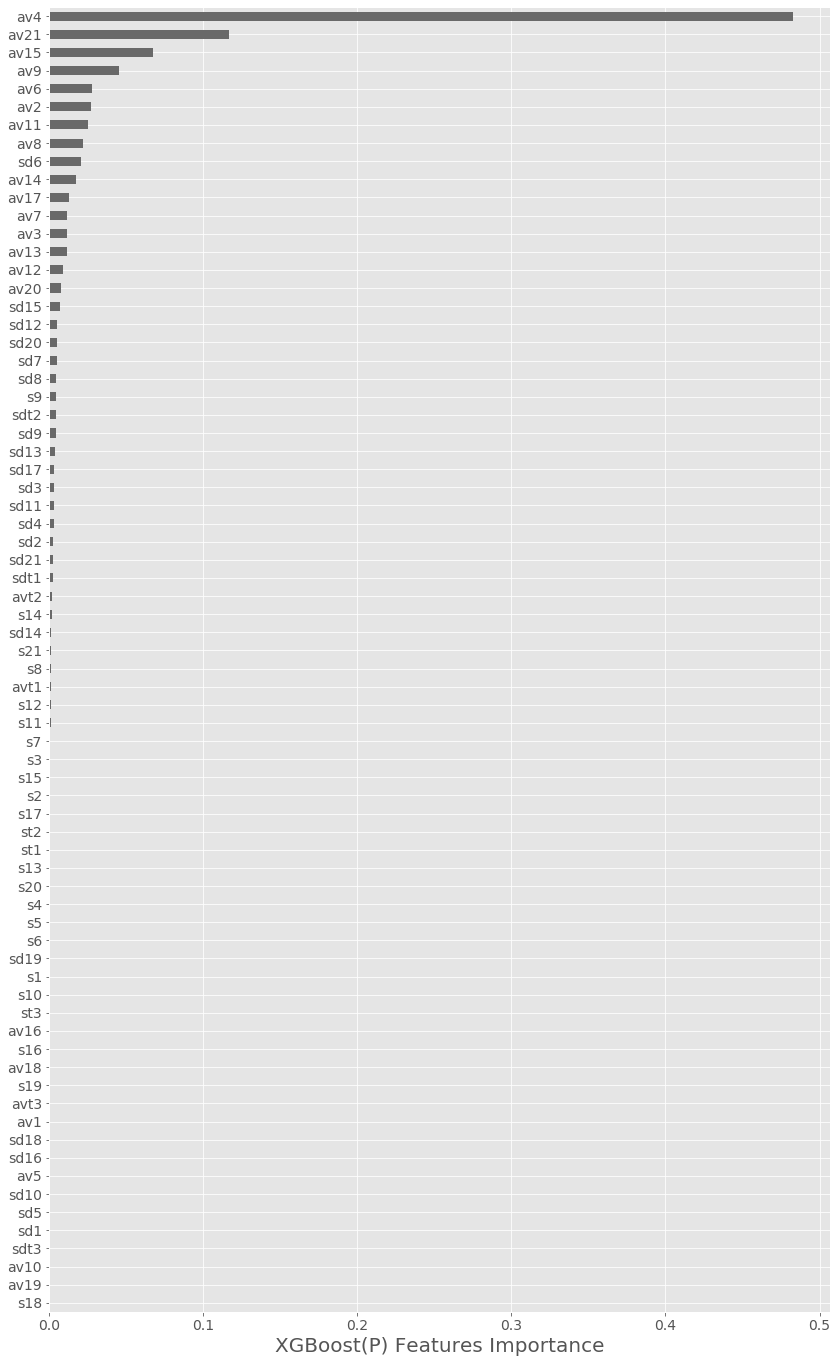 av4
av21
av15
av9
av6
av2
av11
av8
sd6
av14
av17
av7
av3
av13
av12
av20
sd15
sd12
sd20
sd7
sd8
s9
sdt2
sd9
sd13
sd17
sd3
sd11
sd4
sd2
sd21
sdt1
avt2
s14
sd14
s21
s8
avt1
s12
s11
s7
s3
s15
s2
s17
st2
st1
s13
s20
s4
s5
s6
sd19
s1
s10
st3
av16
s16
av18
s19
avt3
av1
sd18
sd16
av5
sd10
sd5
sd1
sdt3
av10
av19
s18
0.0 0.1 0.2 0.3 0.4 0.5
XGBoost(P) Features Importance